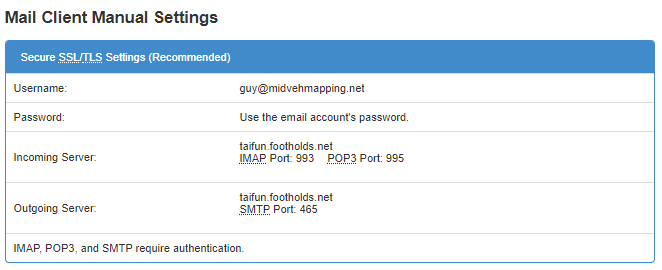 Mail Client Manual Settings
Secure SSL/TLS Settings (Recommended)
Username: guy@midvehmapping.net
Password: Use the email account's password.
Incoming Server: taifun.footholds.net
IMAP Port: 993 POP3 Port: 995
Outgoing Server: taifun.footholds.net
SMTP Port: 465
IMAP, POP3, and SMTP require authentication.